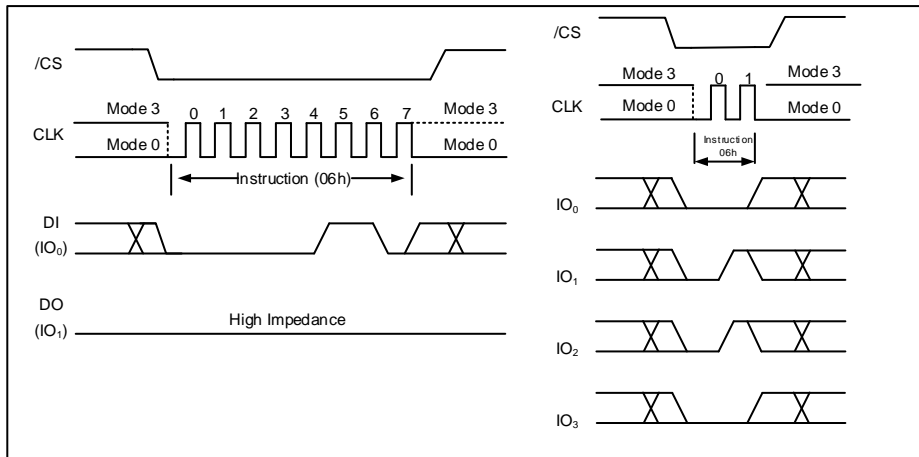 /CS
Mode 3 0 1 2 3 4 5 6 7 Mode 3
CLK
Mode 0 Mode 0
Instruction (06h)
DI
(IO₀)
DO
(IO₁)
High Impedance
/CS
Mode 3 0 1 Mode 3
CLK
Mode 0 Mode 0
Instruction
06h
IO₀
IO₁
IO₂
IO₃